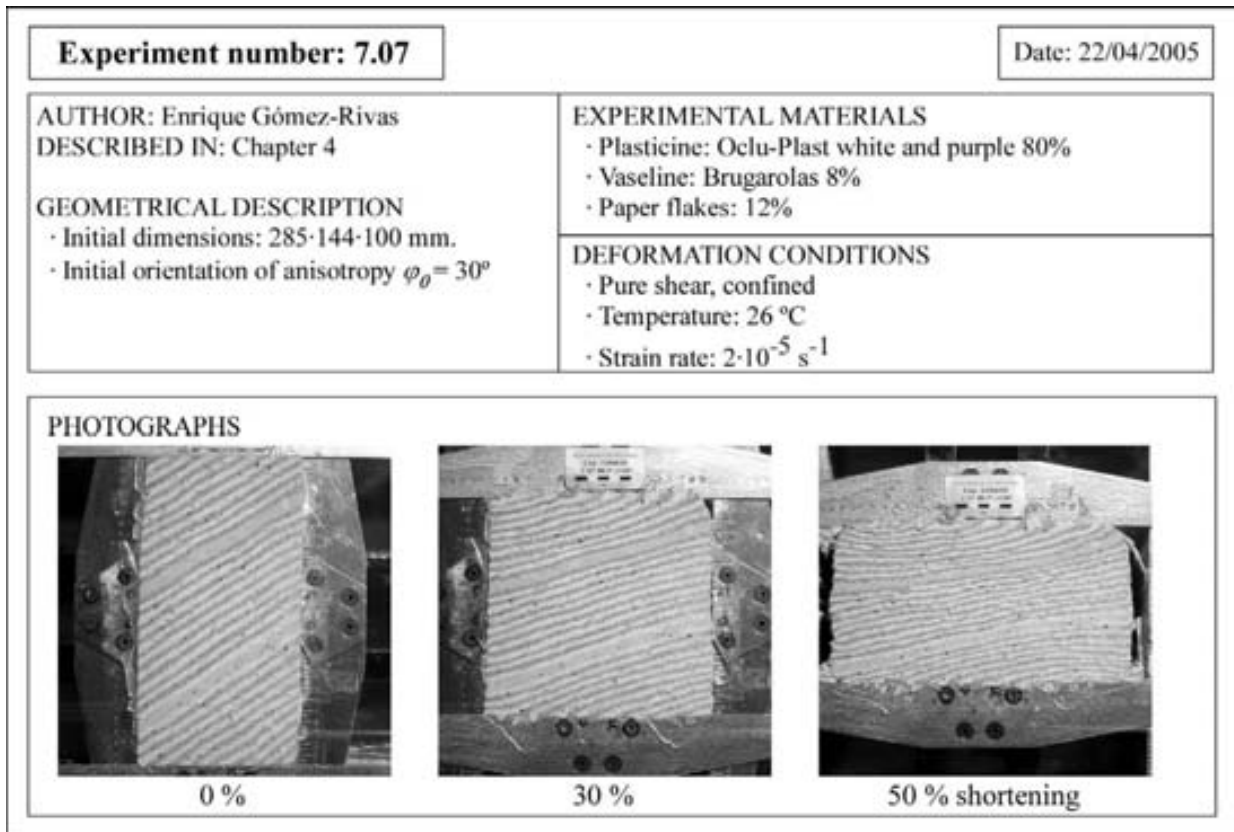 Experiment number: 7.07
Date: 22/04/2005
AUTHOR: Enrique Gómez-Rivas
DESCRIBED IN: Chapter 4
GEOMETRICAL DESCRIPTION
· Initial dimensions: 285·144·100 mm.
· Initial orientation of anisotropy φ₀ = 30º
EXPERIMENTAL MATERIALS
· Plasticine: Oclu-Plast white and purple 80%
· Vaseline: Brugarolas 8%
· Paper flakes: 12%
DEFORMATION CONDITIONS
· Pure shear, confined
· Temperature: 26 ºC
· Strain rate: 2·10⁻⁵ s⁻¹
PHOTOGRAPHS
0 %
30 %
50 % shortening